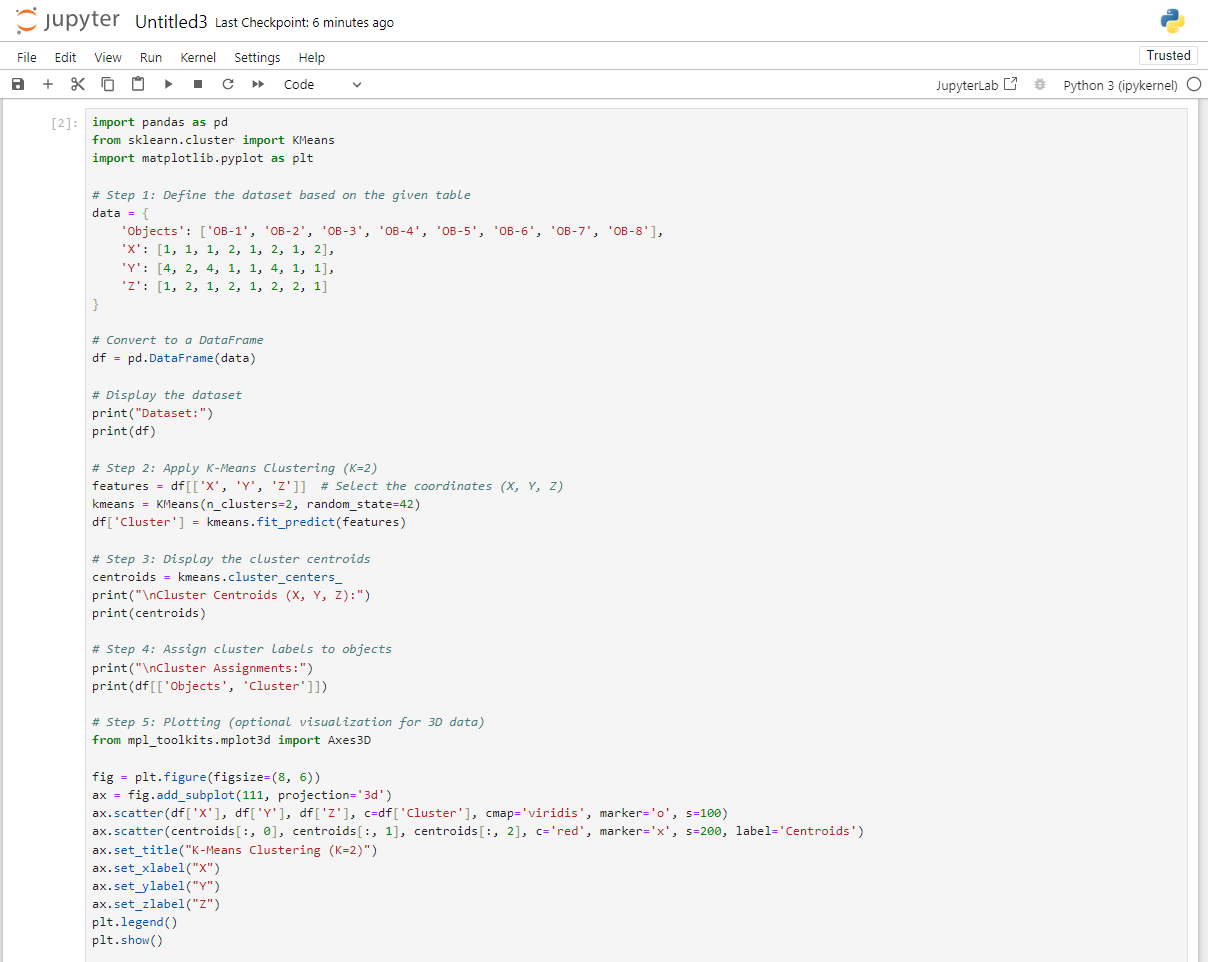 jupyter Untitled3 Last Checkpoint: 6 minutes ago
File Edit View Run Kernel Settings Help Trusted
Code JupyterLab Python 3 (ipykernel)
[2]:
import pandas as pd
from sklearn.cluster import KMeans
import matplotlib.pyplot as plt
# Step 1: Define the dataset based on the given table
data = {
    'Objects': ['OB-1', 'OB-2', 'OB-3', 'OB-4', 'OB-5', 'OB-6', 'OB-7', 'OB-8'],
    'X': [1, 1, 1, 2, 1, 2, 1, 2],
    'Y': [4, 2, 4, 1, 1, 4, 1, 1],
    'Z': [1, 2, 1, 2, 1, 2, 2, 1]
}
# Convert to a DataFrame
df = pd.DataFrame(data)
# Display the dataset
print("Dataset:")
print(df)
# Step 2: Apply K-Means Clustering (K=2)
features = df[['X', 'Y', 'Z']]  # Select the coordinates (X, Y, Z)
kmeans = KMeans(n_clusters=2, random_state=42)
df['Cluster'] = kmeans.fit_predict(features)
# Step 3: Display the cluster centroids
centroids = kmeans.cluster_centers_
print("\nCluster Centroids (X, Y, Z):")
print(centroids)
# Step 4: Assign cluster labels to objects
print("\nCluster Assignments:")
print(df[['Objects', 'Cluster']])
# Step 5: Plotting (optional visualization for 3D data)
from mpl_toolkits.mplot3d import Axes3D
fig = plt.figure(figsize=(8, 6))
ax = fig.add_subplot(111, projection='3d')
ax.scatter(df['X'], df['Y'], df['Z'], c=df['Cluster'], cmap='viridis', marker='o', s=100)
ax.scatter(centroids[:, 0], centroids[:, 1], centroids[:, 2], c='red', marker='x', s=200, label='Centroids')
ax.set_title("K-Means Clustering (K=2)")
ax.set_xlabel("X")
ax.set_ylabel("Y")
ax.set_zlabel("Z")
plt.legend()
plt.show()